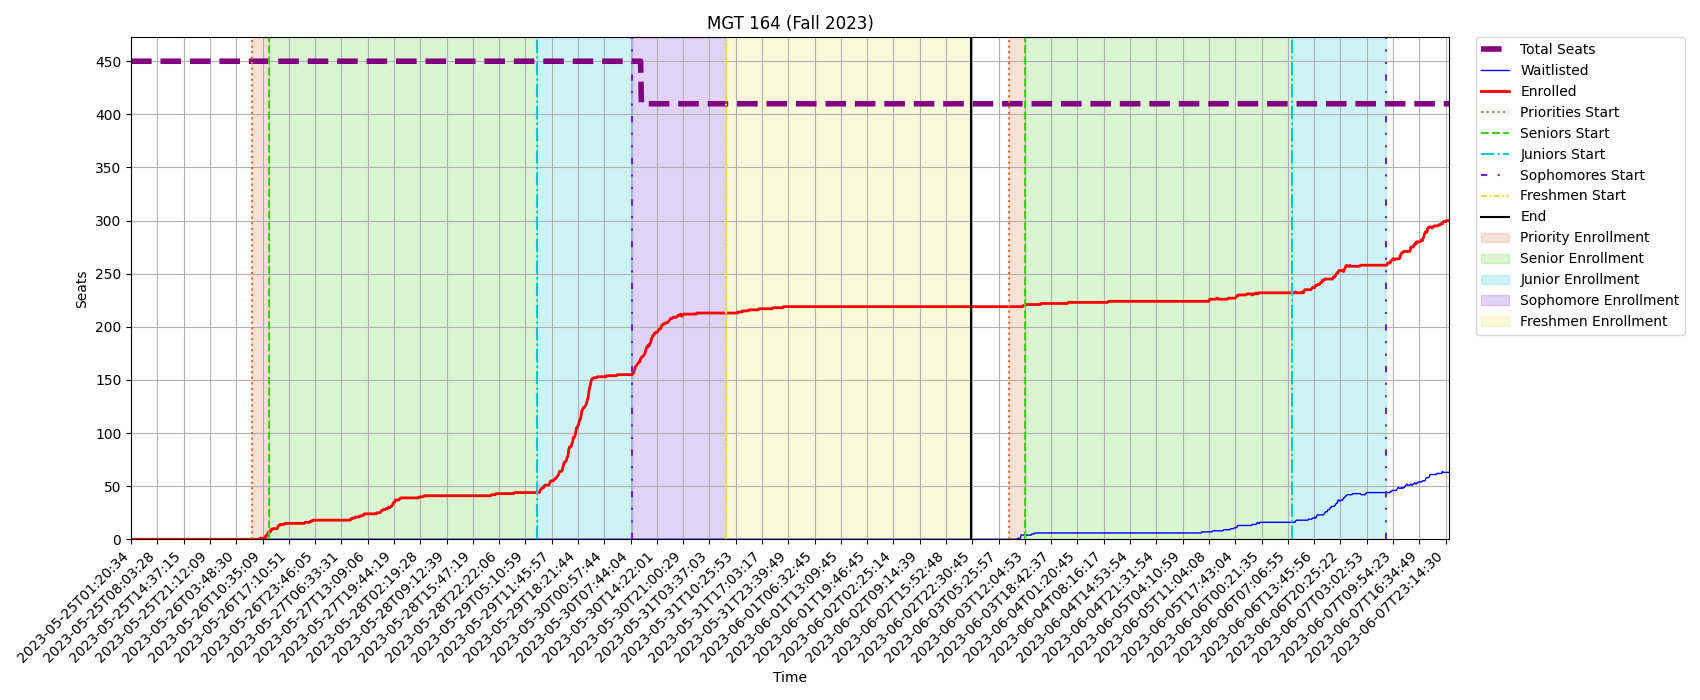 MGT 164 (Fall 2023)
Seats
450
400
350
300
250
200
150
100
50
0
2023-05-25T01:20:34
2023-05-25T08:03:28
2023-05-25T14:37:15
2023-05-25T21:12:09
2023-05-26T03:48:30
2023-05-26T10:35:09
2023-05-26T17:10:51
2023-05-26T23:46:05
2023-05-27T06:33:31
2023-05-27T13:09:06
2023-05-27T19:44:19
2023-05-28T02:19:28
2023-05-28T09:12:39
2023-05-28T15:47:19
2023-05-28T22:22:06
2023-05-29T05:10:59
2023-05-29T11:45:57
2023-05-29T18:21:44
2023-05-30T00:57:44
2023-05-30T07:44:04
2023-05-30T14:22:01
2023-05-30T21:00:29
2023-05-31T03:37:03
2023-05-31T10:25:53
2023-05-31T17:03:17
2023-05-31T23:39:49
2023-06-01T06:32:45
2023-06-01T13:09:45
2023-06-01T19:46:45
2023-06-02T02:25:14
2023-06-02T09:14:39
2023-06-02T15:52:48
2023-06-02T22:30:45
2023-06-03T05:25:57
2023-06-03T12:04:53
2023-06-03T18:42:37
2023-06-04T01:20:45
2023-06-04T08:16:17
2023-06-04T14:53:54
2023-06-04T21:31:54
2023-06-05T04:10:59
2023-06-05T11:04:08
2023-06-05T17:43:04
2023-06-06T00:21:35
2023-06-06T07:06:55
2023-06-06T13:45:56
2023-06-06T20:25:22
2023-06-07T03:02:53
2023-06-07T09:54:23
2023-06-07T16:34:49
2023-06-07T23:14:30
Time
Total Seats
Waitlisted
Enrolled
Priorities Start
Seniors Start
Juniors Start
Sophomores Start
Freshmen Start
End
Priority Enrollment
Senior Enrollment
Junior Enrollment
Sophomore Enrollment
Freshmen Enrollment